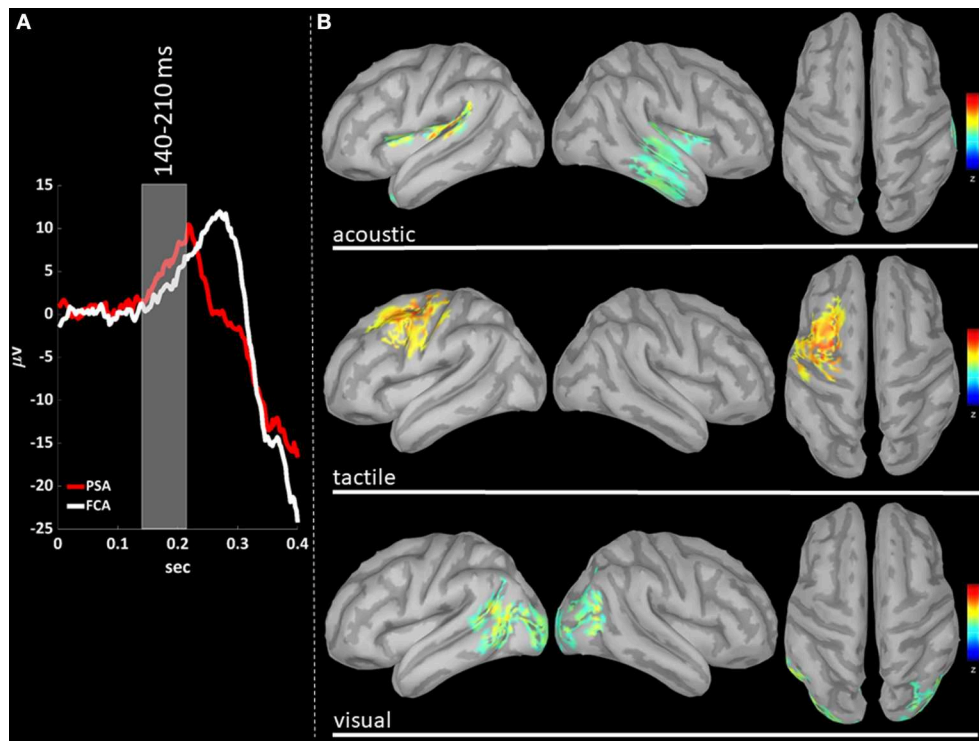 A
B
140-210 ms
15
10
5
0
-5
-10
-15
-20
-25
μV
PSA
FCA
0
0.1
0.2
0.3
0.4
sec
acoustic
z
tactile
z
visual
z